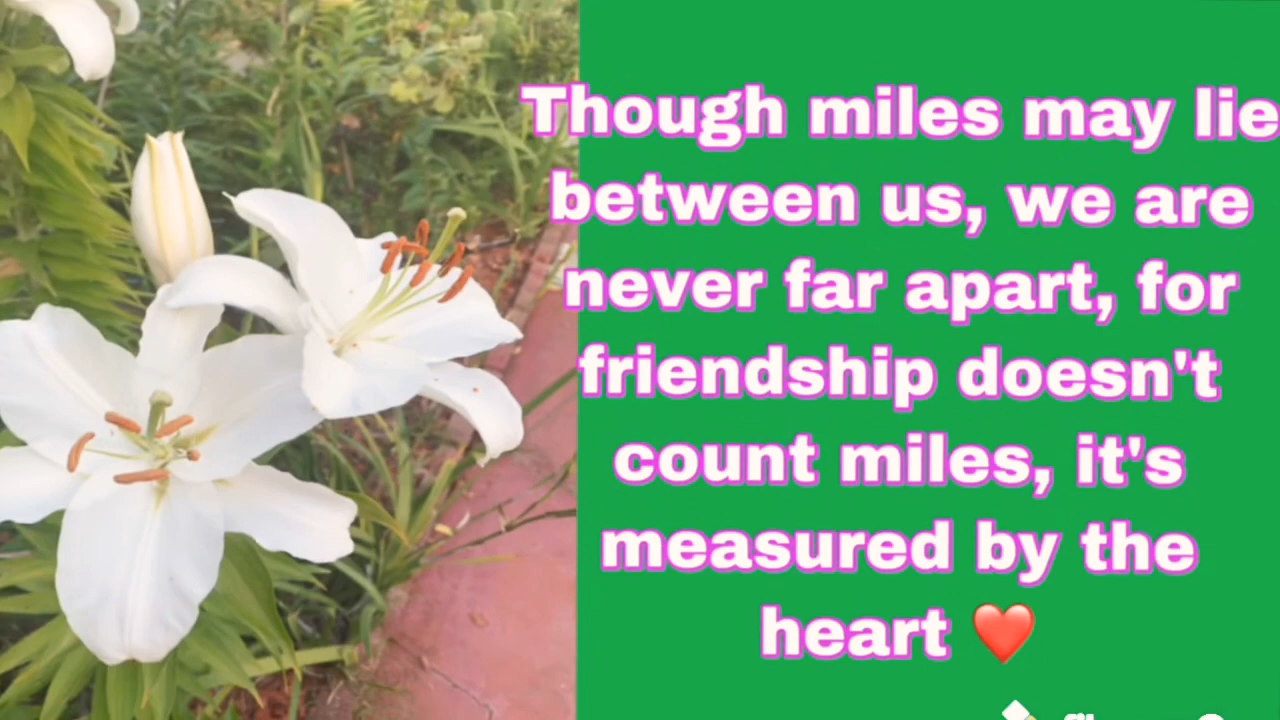 Though miles may lie
between us, we are
never far apart, for
friendship doesn't
count miles, it's
measured by the
heart ❤️